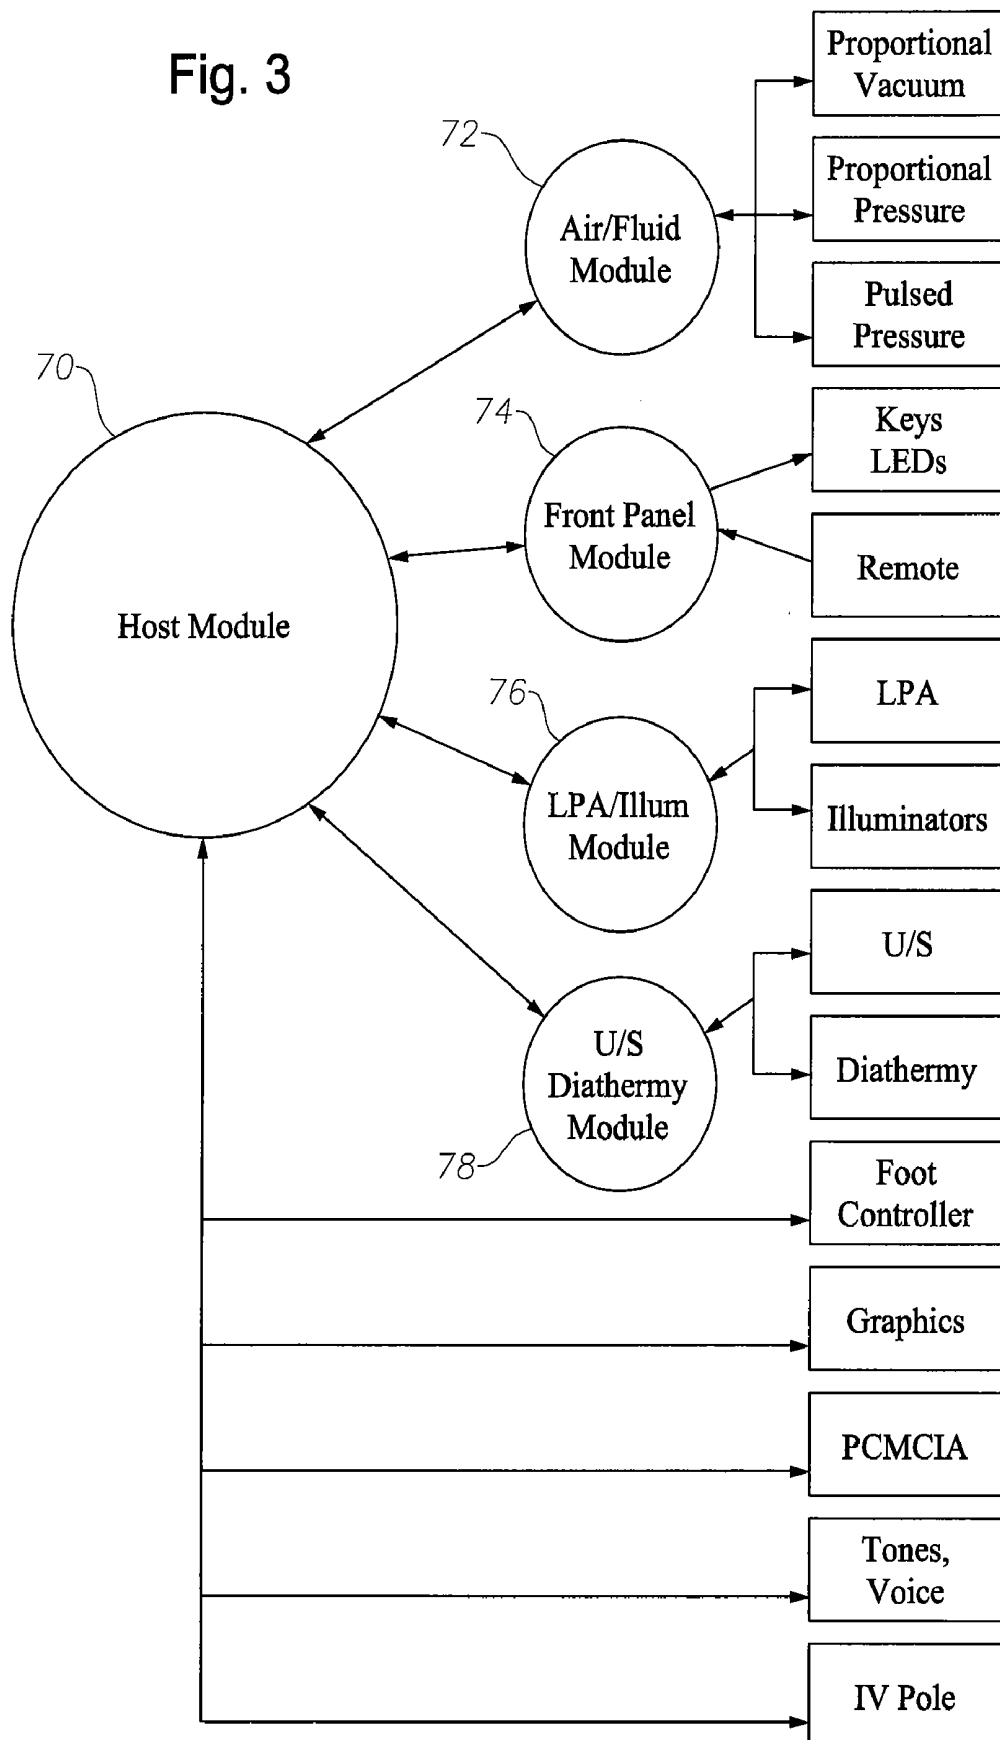 Fig. 3
Proportional
Vacuum
72
Proportional
Pressure
Air/Fluid
Module
Pulsed
Pressure
70
74
Keys
LEDs
Front Panel
Module
Remote
Host Module
76
LPA
LPA/Illum
Module
Illuminators
U/S
U/S
Diathermy
Module
Diathermy
78
Foot
Controller
Graphics
PCMCIA
Tones,
Voice
IV Pole